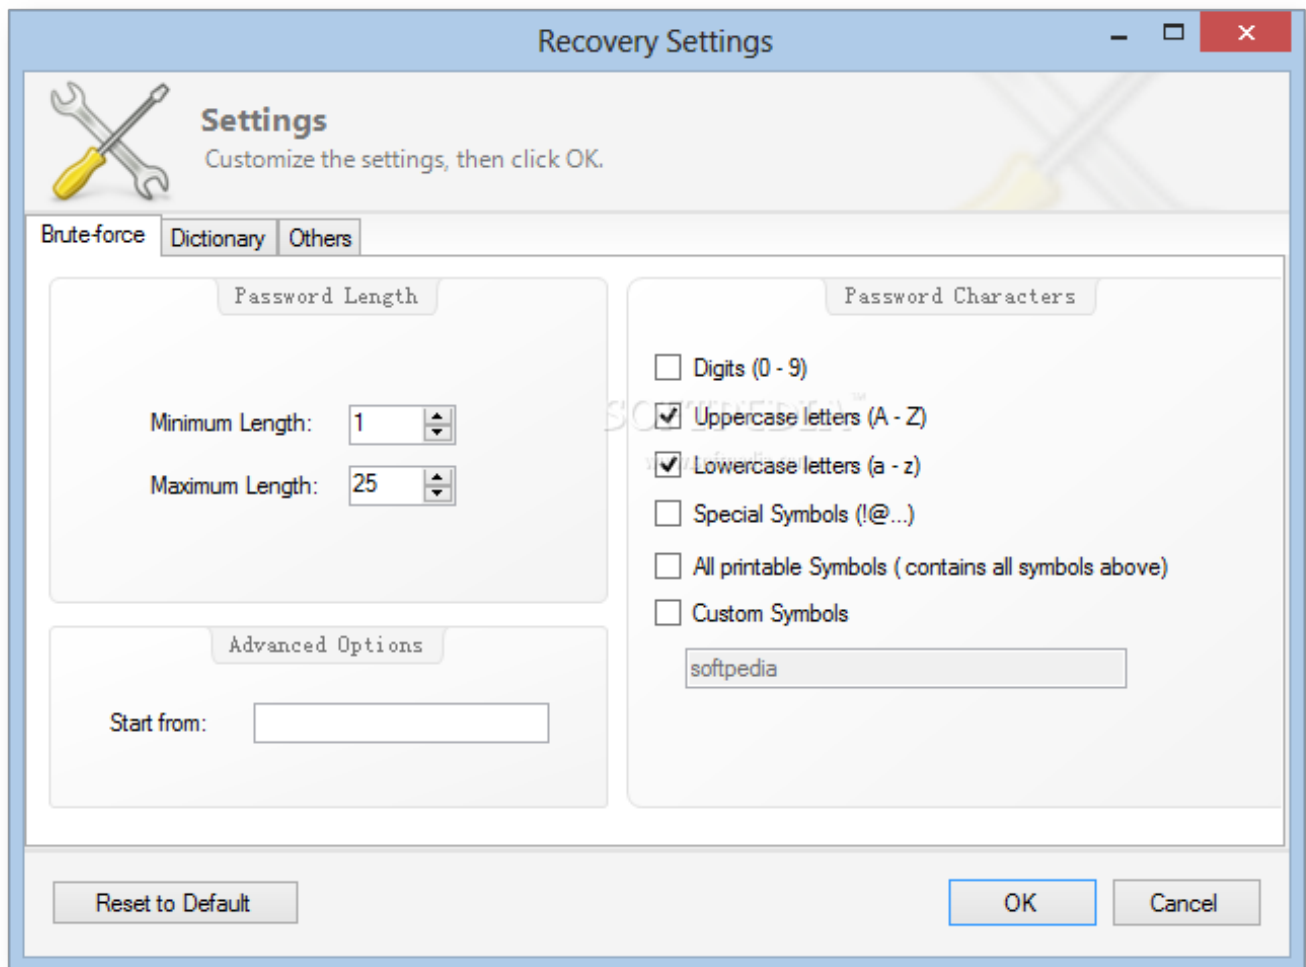 Recovery Settings
Settings
Customize the settings, then click OK.
Brute-force Dictionary Others
Password Length
Minimum Length: 1
Maximum Length: 25
Advanced Options
Start from:
Password Characters
Digits (0 - 9)
SOFTPEDIA™
Uppercase letters (A - Z)
Lowercase letters (a - z)
Special Symbols (!@...)
All printable Symbols ( contains all symbols above)
Custom Symbols
softpedia
Reset to Default OK Cancel